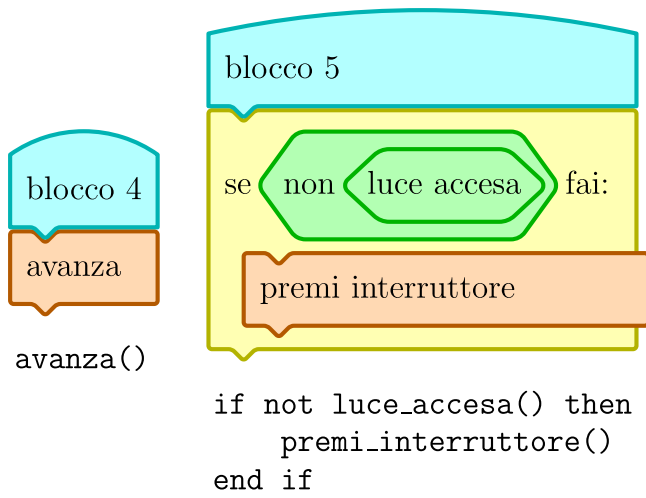 blocco 4
avanza
avanza()
blocco 5
se non luce accesa fai:
premi interruttore
if not luce_accesa() then
premi_interruttore()
end if